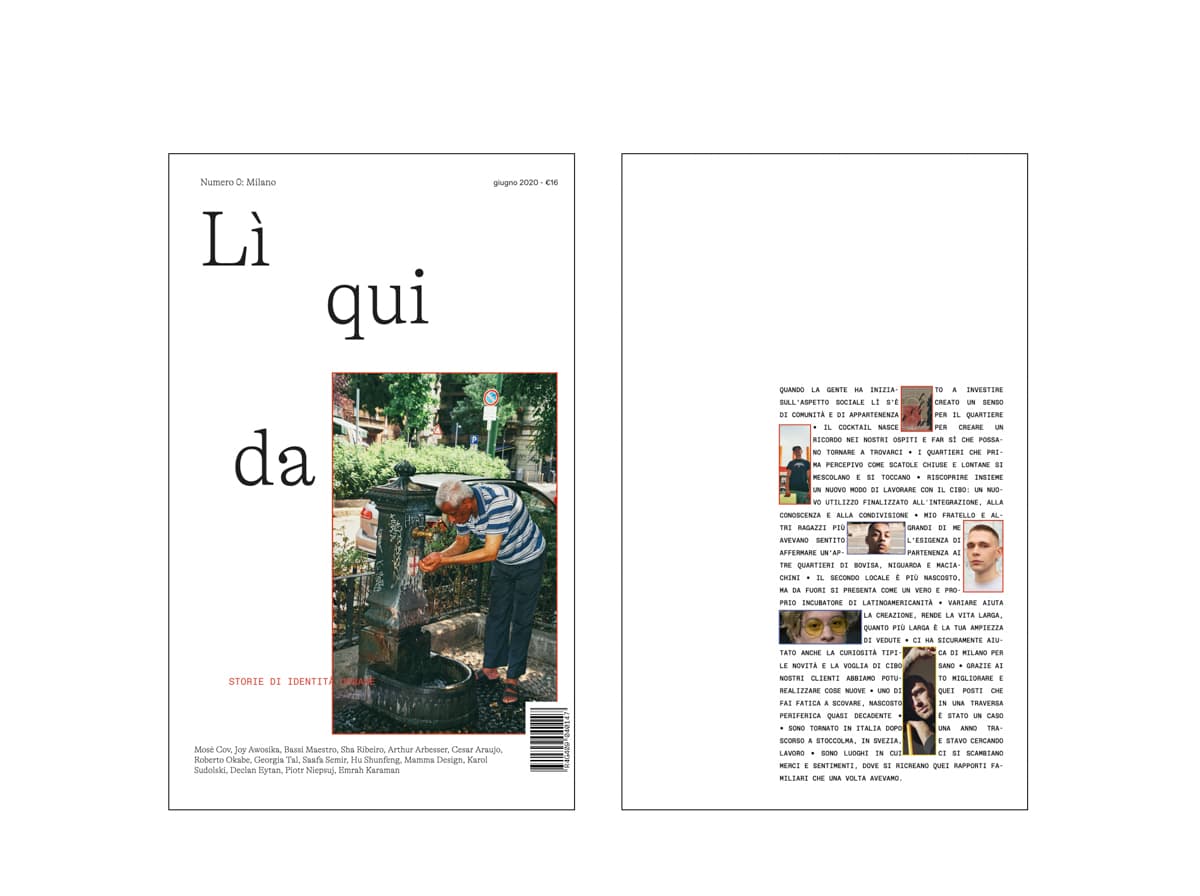 Numero 0: Milano
giugno 2020 - €16
Lì
qui
da
STORIE DI IDENTITÀ URBANE
Mosè Cov, Joy Awosika, Bassi Maestro, Sha Ribeiro, Arthur Arbesser, Cesar Araujo,
Roberto Okabe, Georgia Tal, Saafa Semir, Hu Shunfeng, Mamma Design, Karol
Sudolski, Declan Eytan, Piotr Niepsuj, Emrah Karaman
QUANDO LA GENTE HA INIZIA- TO A INVESTIRE
SULL'ASPETTO SOCIALE LÌ S'È CREATO UN SENSO
DI COMUNITÀ E DI APPARTENENZA PER IL QUARTIERE
• IL COCKTAIL NASCE PER CREARE UN
RICORDO NEI NOSTRI OSPITI E FAR SÌ CHE POSSA-
NO TORNARE A TROVARCI • I QUARTIERI CHE PRI-
MA PERCEPIVO COME SCATOLE CHIUSE E LONTANE SI
MESCOLANO E SI TOCCANO • RISCOPRIRE INSIEME
UN NUOVO MODO DI LAVORARE CON IL CIBO: UN NUO-
VO UTILIZZO FINALIZZATO ALL'INTEGRAZIONE, ALLA
CONOSCENZA E ALLA CONDIVISIONE • MIO FRATELLO E AL-
TRI RAGAZZI PIÙ GRANDI DI ME
AVEVANO SENTITO L'ESIGENZA DI
AFFERMARE UN'AP- PARTENENZA AI
TRE QUARTIERI DI BOVISA, NIGUARDA E MACIA-
CHINI • IL SECONDO LOCALE È PIÙ NASCOSTO,
MA DA FUORI SI PRESENTA COME UN VERO E PRO-
PRIO INCUBATORE DI LATINOAMERICANITÀ • VARIARE AIUTA
LA CREAZIONE, RENDE LA VITA LARGA,
QUANTO PIÙ LARGA È LA TUA AMPIEZZA
DI VEDUTE • CI HA SICURAMENTE AIU-
TATO ANCHE LA CURIOSITÀ TIPI- CA DI MILANO PER
LE NOVITÀ E LA VOGLIA DI CIBO SANO • GRAZIE AI
NOSTRI CLIENTI ABBIAMO POTU- TO MIGLIORARE E
REALIZZARE COSE NUOVE • UNO DI QUEI POSTI CHE
FAI FATICA A SCOVARE, NASCOSTO IN UNA TRAVERSA
PERIFERICA QUASI DECADENTE • È STATO UN CASO
• SONO TORNATO IN ITALIA DOPO UNA ANNO TRA-
SCORSO A STOCCOLMA, IN SVEZIA, E STAVO CERCANDO
LAVORO • SONO LUOGHI IN CUI CI SI SCAMBIANO
MERCI E SENTIMENTI, DOVE SI RICREANO QUEI RAPPORTI FA-
MILIARI CHE UNA VOLTA AVEVAMO.